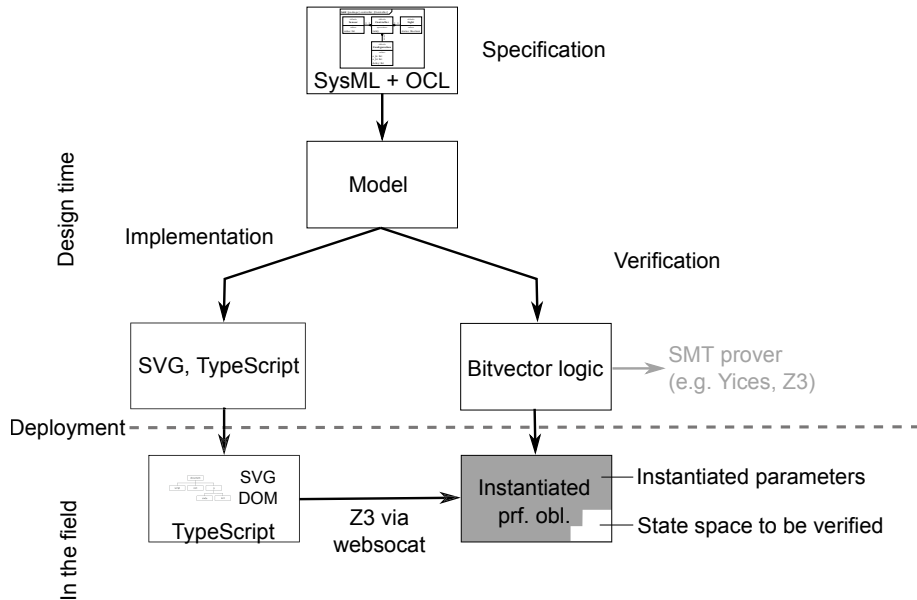 Specification
SysML + OCL
Design time
Model
Implementation
Verification
SVG, TypeScript
Bitvector logic
SMT prover
(e.g. Yices, Z3)
Deployment
In the field
SVG
DOM
TypeScript
Z3 via
websocat
Instantiated
prf. obl.
Instantiated parameters
State space to be verified